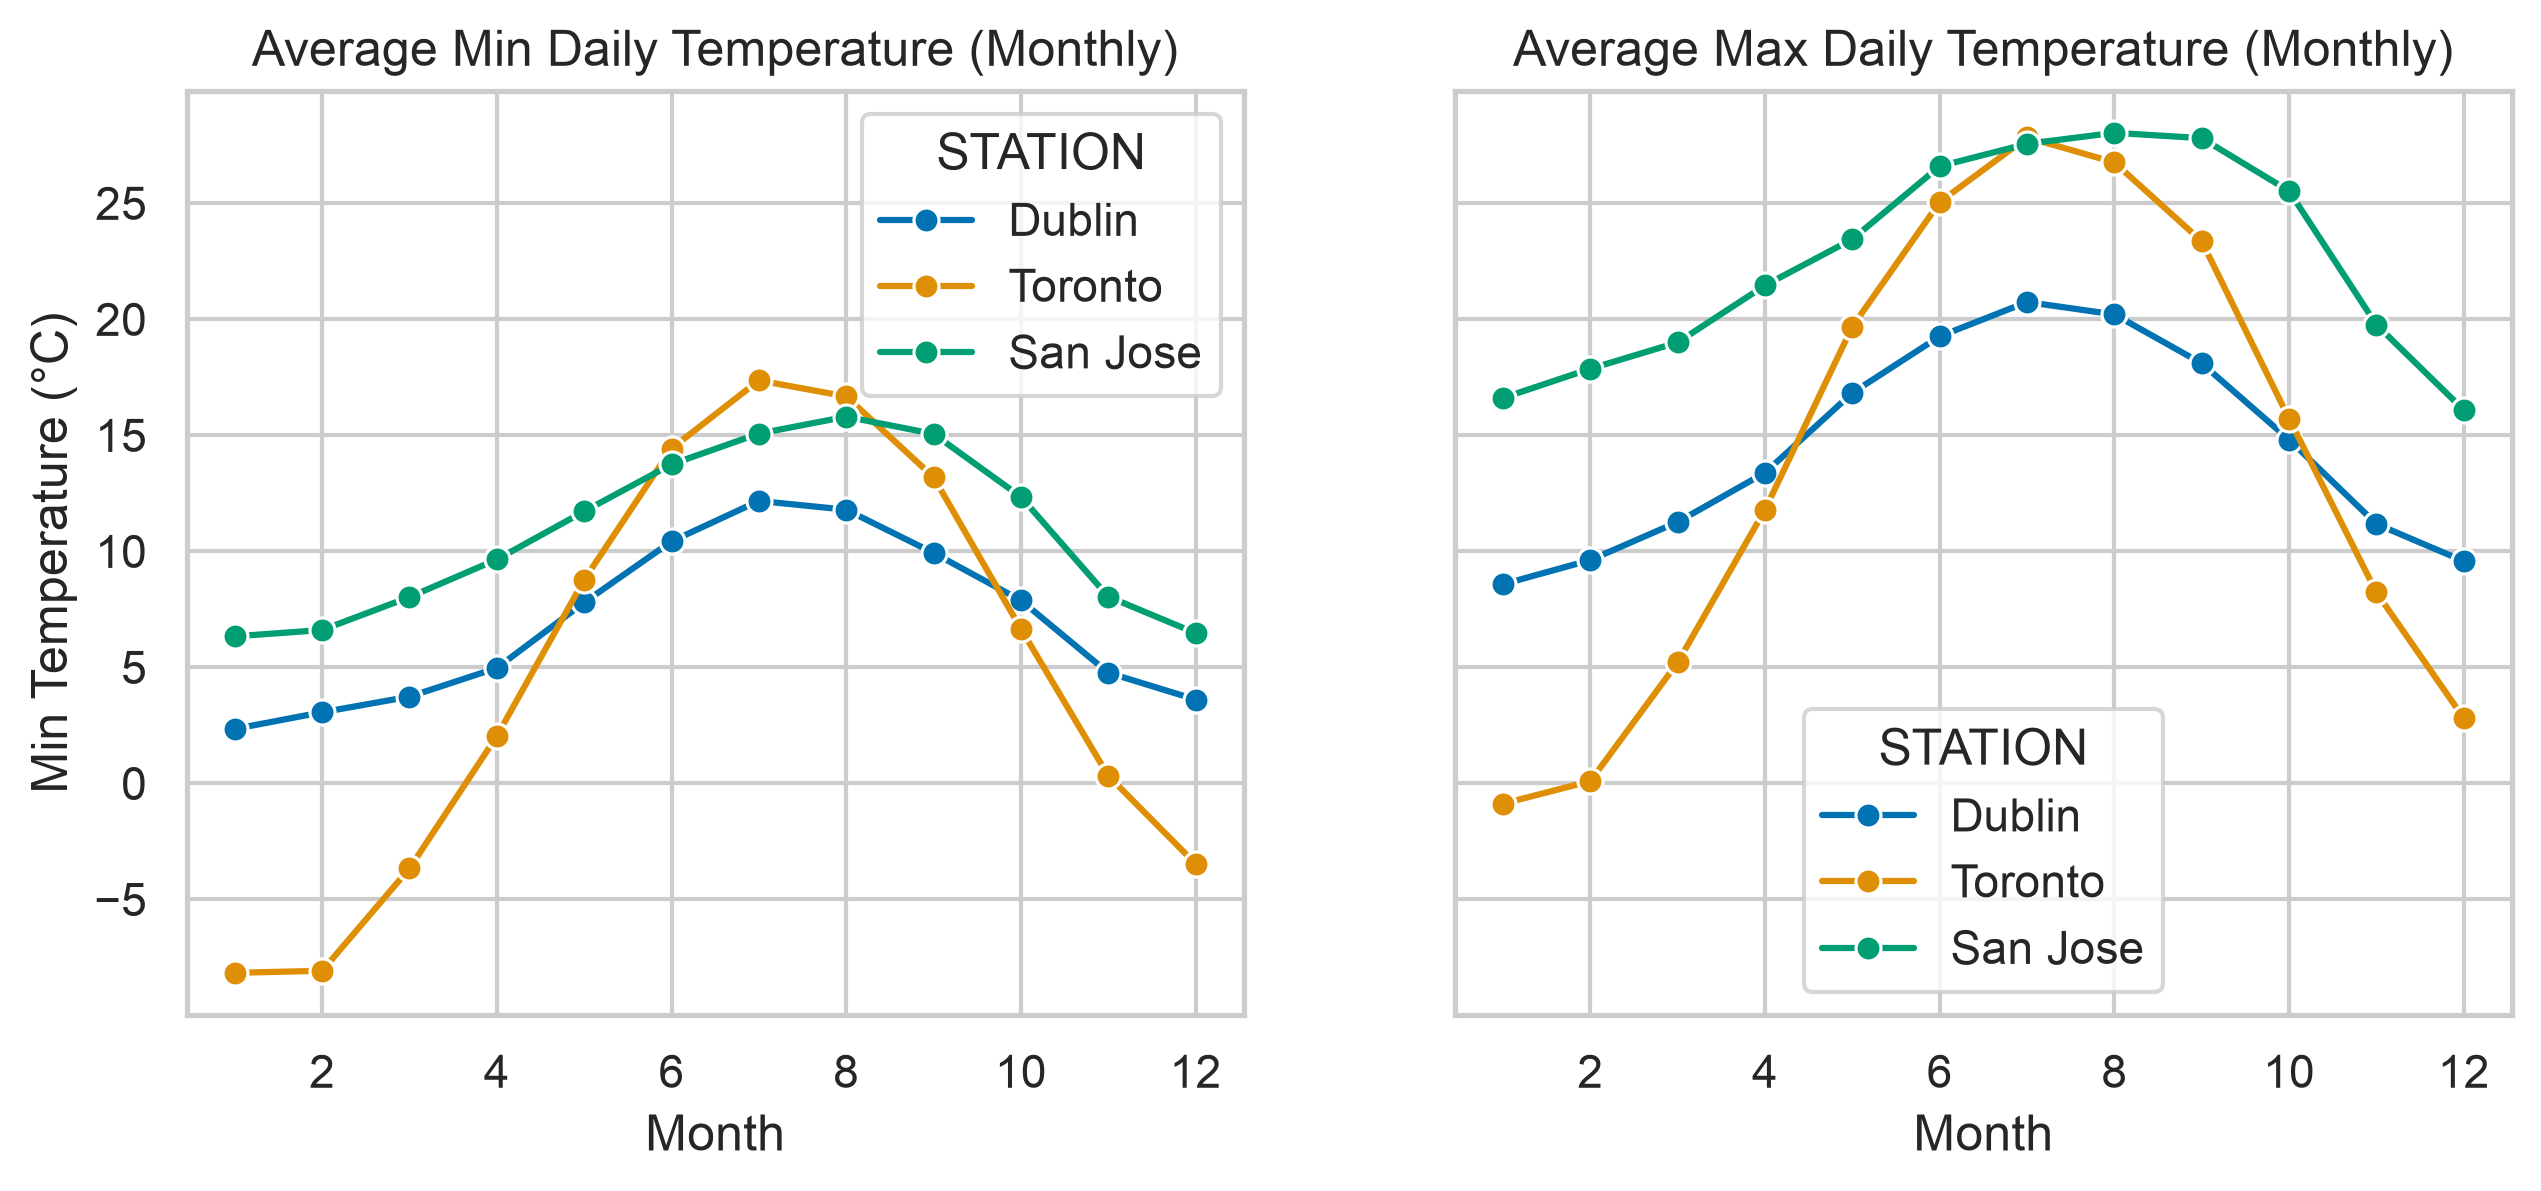 Average Min Daily Temperature (Monthly)
Min Temperature (°C)
25
20
15
10
5
0
−5
2 4 6 8 10 12
Month
STATION
Dublin
Toronto
San Jose
Average Max Daily Temperature (Monthly)
STATION
Dublin
Toronto
San Jose
2 4 6 8 10 12
Month